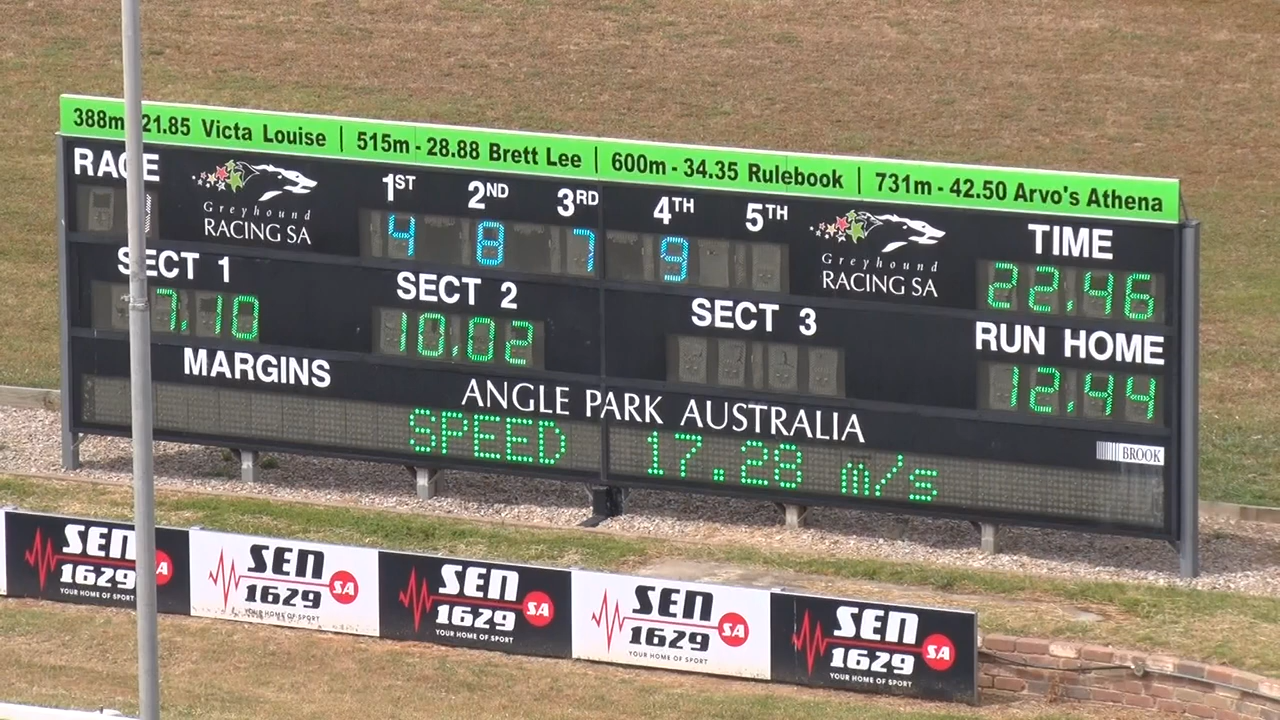 388m 21.85 Victa Louise | 515m - 28.88 Brett Lee | 600m - 34.35 Rulebook | 731m - 42.50 Arvo's Athena
RACE
Greyhound
RACING SA
1ST 2ND 3RD 4TH 5TH
4 8 7 9
Greyhound
RACING SA
TIME
22.46
SECT 1
7.10
SECT 2
10.02
SECT 3
RUN HOME
12.44
MARGINS
ANGLE PARK AUSTRALIA
SPEED 17.28 m/s
BROOK
SEN
1629 SA
YOUR HOME OF SPORT
SEN
1629 SA
YOUR HOME OF SPORT
SEN
1629 SA
YOUR HOME OF SPORT
SEN
1629 SA
YOUR HOME OF SPORT
SEN
1629 SA
YOUR HOME OF SPORT